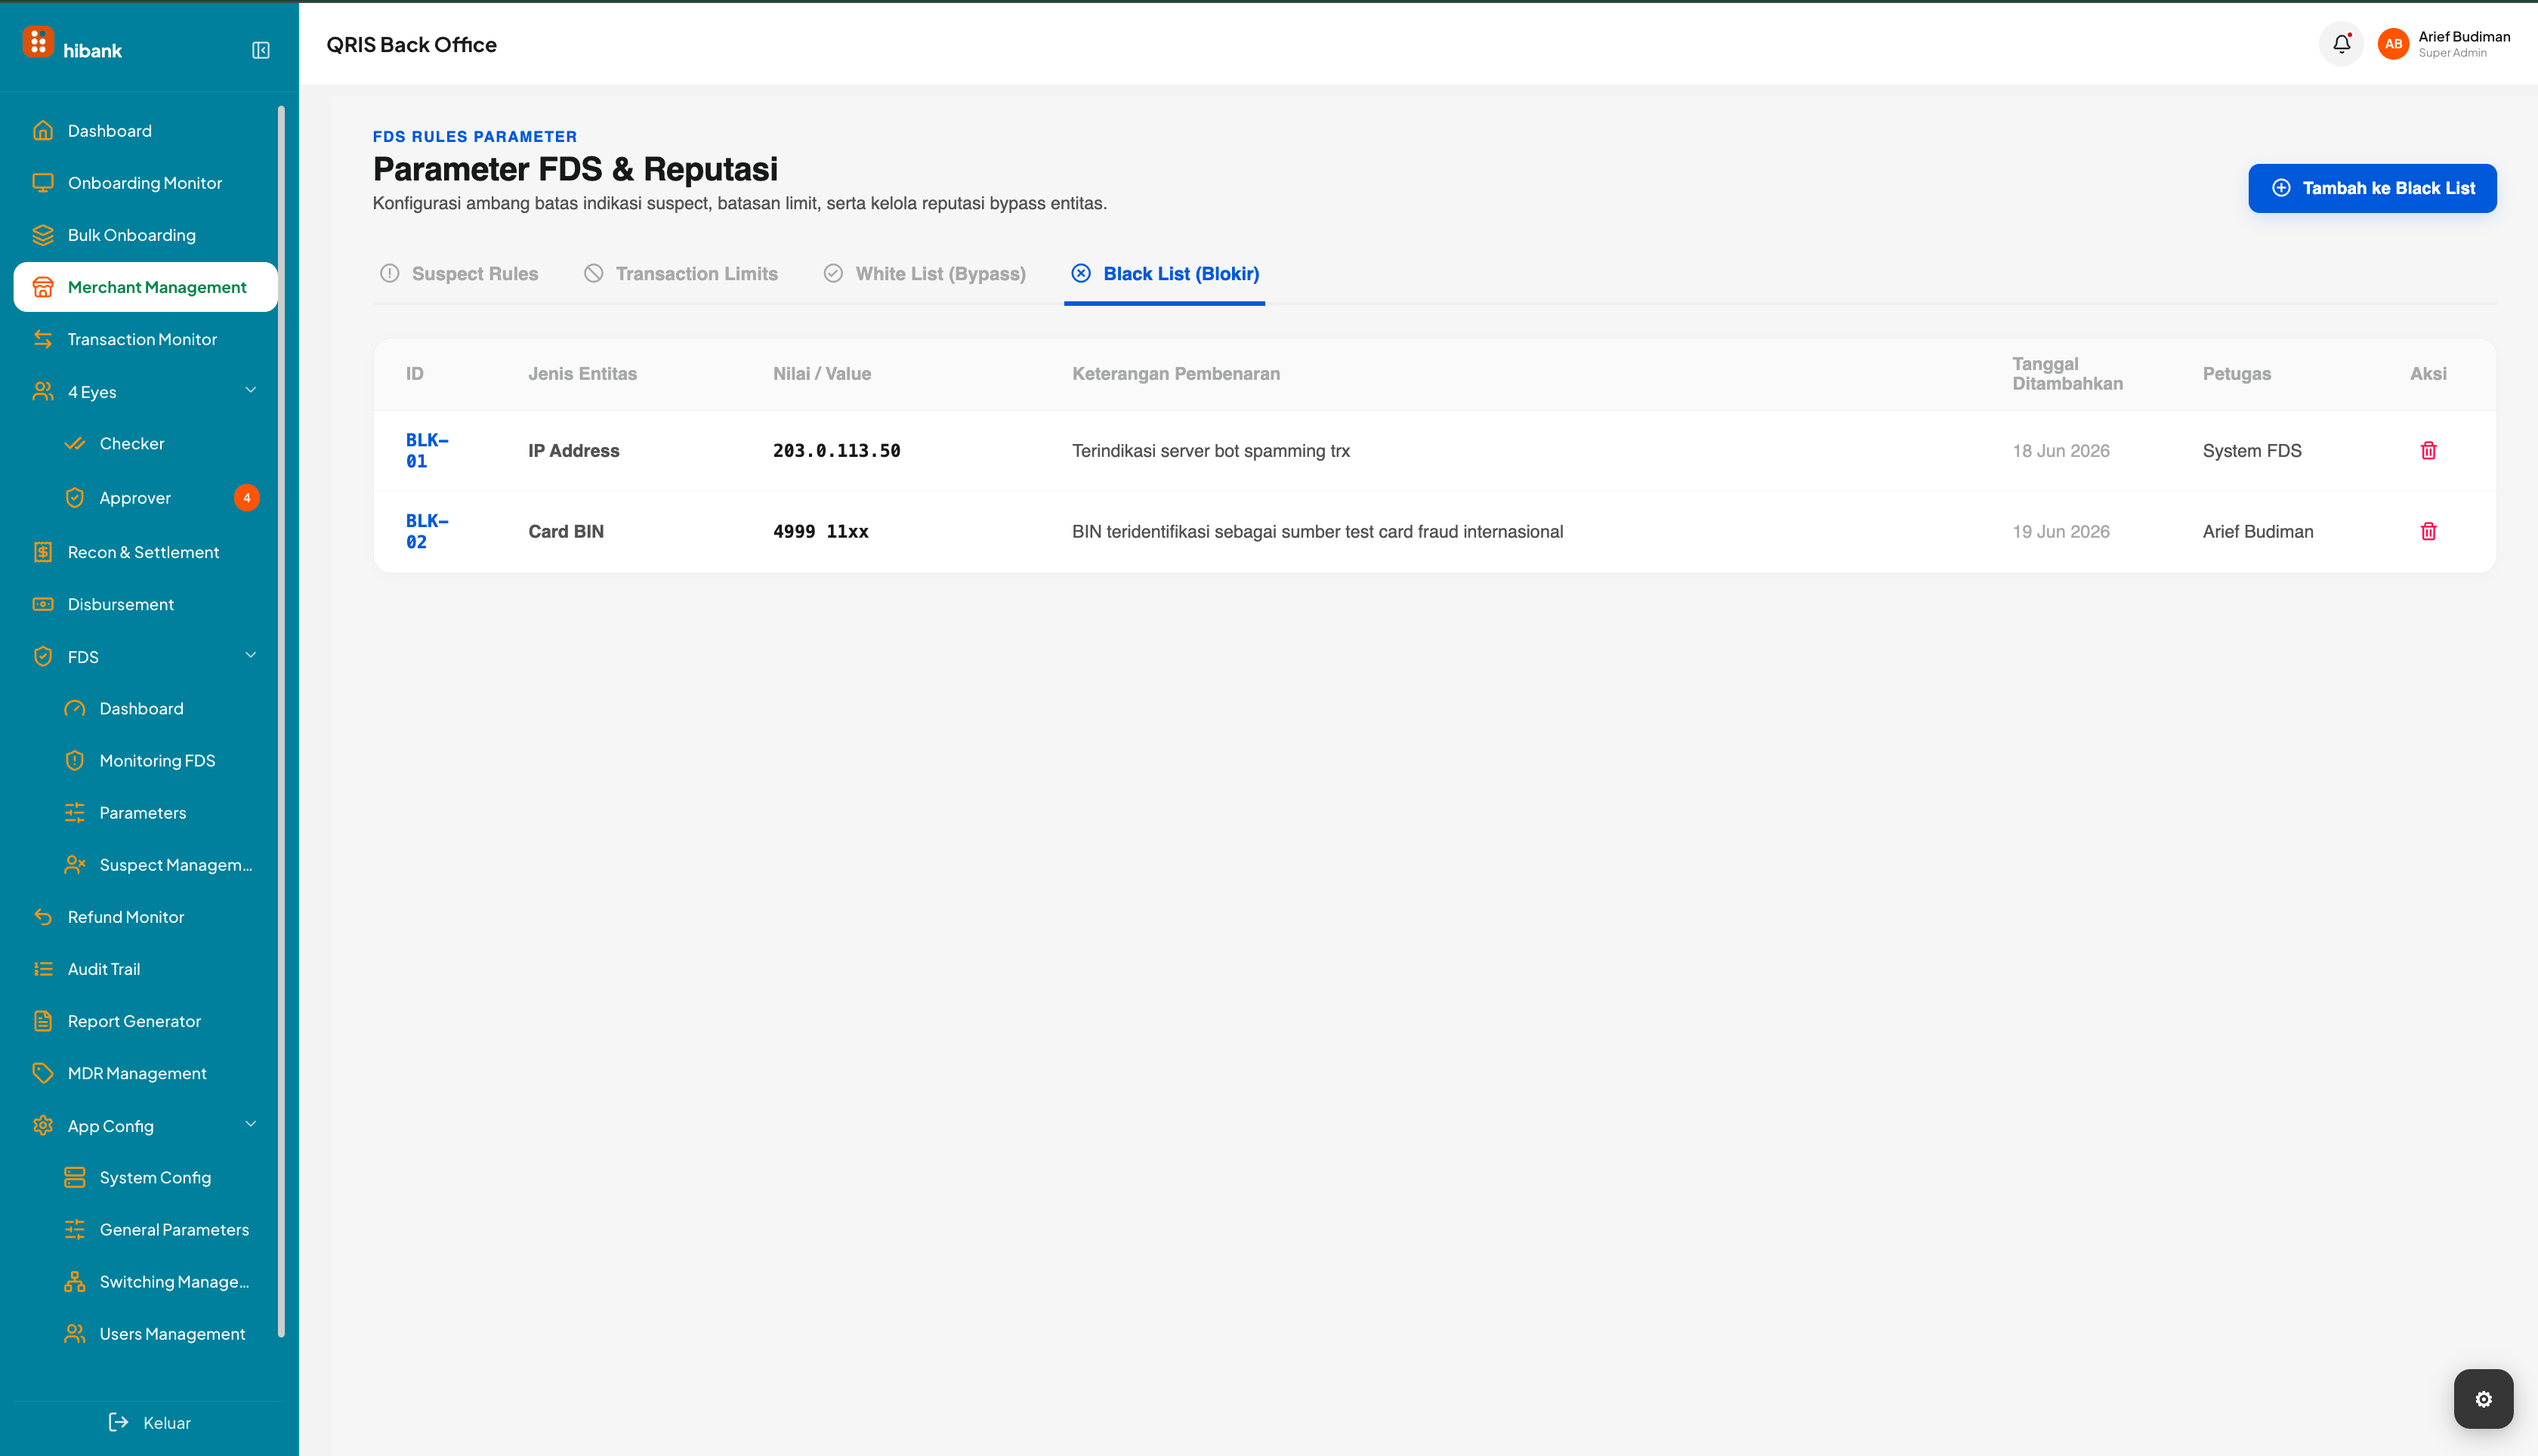 hibank
QRIS Back Office
AB
Arief Budiman
Super Admin
Dashboard
Onboarding Monitor
Bulk Onboarding
Merchant Management
Transaction Monitor
4 Eyes
Checker
Approver
4
Recon & Settlement
Disbursement
FDS
Dashboard
Monitoring FDS
Parameters
Suspect Managem...
Refund Monitor
Audit Trail
Report Generator
MDR Management
App Config
System Config
General Parameters
Switching Manage...
Users Management
Keluar
FDS RULES PARAMETER
Parameter FDS & Reputasi
Konfigurasi ambang batas indikasi suspect, batasan limit, serta kelola reputasi bypass entitas.
Tambah ke Black List
Suspect Rules
Transaction Limits
White List (Bypass)
Black List (Blokir)
ID
Jenis Entitas
Nilai / Value
Keterangan Pembenaran
Tanggal
Ditambahkan
Petugas
Aksi
BLK-
01
IP Address
203.0.113.50
Terindikasi server bot spamming trx
18 Jun 2026
System FDS
BLK-
02
Card BIN
4999 11xx
BIN teridentifikasi sebagai sumber test card fraud internasional
19 Jun 2026
Arief Budiman